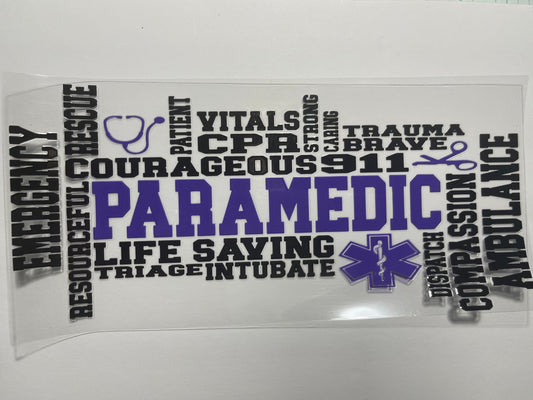 EMERGENCY
RESCUE
RESOURCEFUL
PATIENT
VITALS
CPR
STRONG
CARING
TRAUMA
BRAVE
COURAGEOUS 911
PARAMEDIC
LIFE SAVING
TRIAGE INTUBATE
DISPATCH
COMPASSION
AMBULANCE